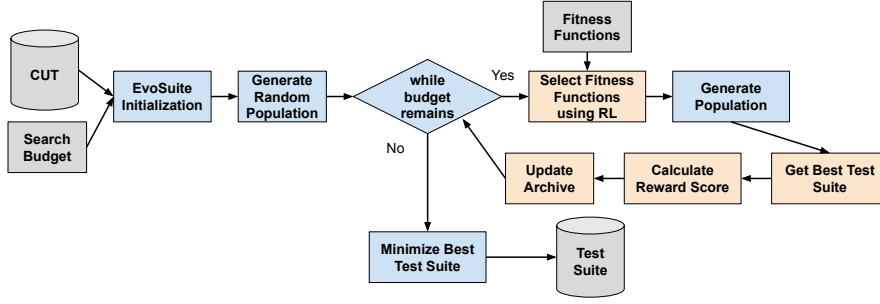 CUT
Search
Budget
EvoSuite
Initialization
Generate
Random
Population
while
budget
remains
Yes
No
Fitness
Functions
Select Fitness
Functions
using RL
Generate
Population
Get Best Test
Suite
Calculate
Reward Score
Update
Archive
Minimize Best
Test Suite
Test
Suite